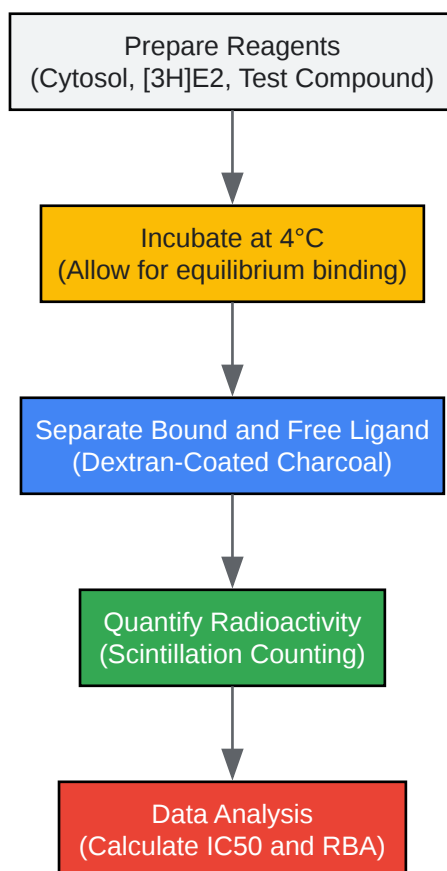 Prepare Reagents
(Cytosol, [3H]E2, Test Compound)
Incubate at 4°C
(Allow for equilibrium binding)
Separate Bound and Free Ligand
(Dextran-Coated Charcoal)
Quantify Radioactivity
(Scintillation Counting)
Data Analysis
(Calculate IC50 and RBA)